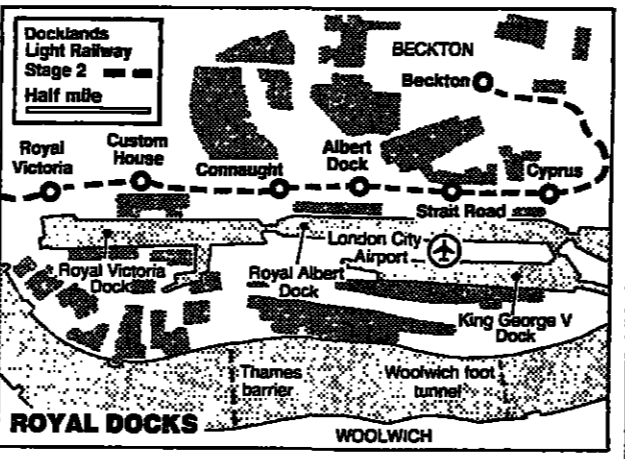 Docklands
Light Railway
Stage 2
Half mile
BECKTON
Beckton
Royal
Victoria
Custom
House
Connaught
Albert
Dock
Cyprus
Strait Road
London City
Airport
Royal Victoria
Dock
Royal Albert
Dock
King George V
Dock
Thames
barrier
Woolwich foot
tunnel
ROYAL DOCKS
WOOLWICH